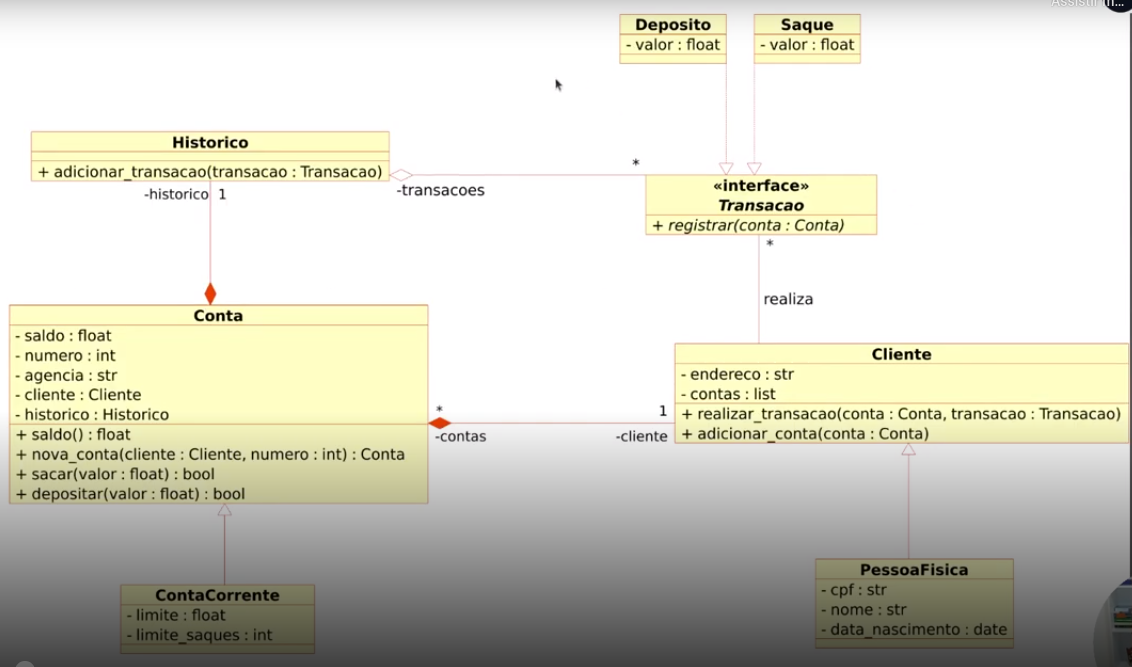 Assistir m...
Deposito
- valor : float
Saque
- valor : float
Historico
+ adicionar_transacao(transacao : Transacao)
-historico 1
-transacoes
*
«interface»
Transacao
+ registrar(conta : Conta)
*
realiza
Conta
- saldo : float
- numero : int
- agencia : str
- cliente : Cliente
- historico : Historico
+ saldo() : float
+ nova_conta(cliente : Cliente, numero : int) : Conta
+ sacar(valor : float) : bool
+ depositar(valor : float) : bool
*
-contas
1
-cliente
Cliente
- endereco : str
- contas : list
+ realizar_transacao(conta : Conta, transacao : Transacao)
+ adicionar_conta(conta : Conta)
ContaCorrente
- limite : float
- limite_saques : int
PessoaFisica
- cpf : str
- nome : str
- data_nascimento : date